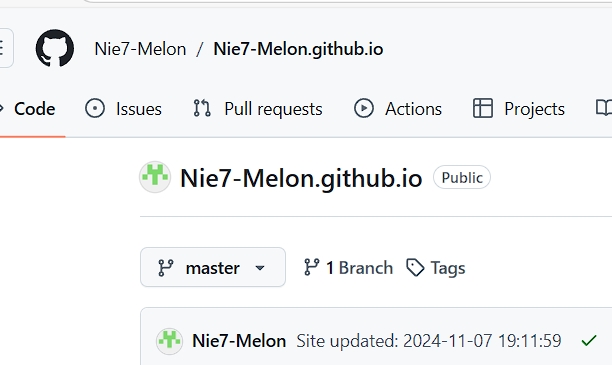 Nie7-Melon / Nie7-Melon.github.io
Code Issues Pull requests Actions Projects
Nie7-Melon.github.io Public
master 1 Branch Tags
Nie7-Melon Site updated: 2024-11-07 19:11:59